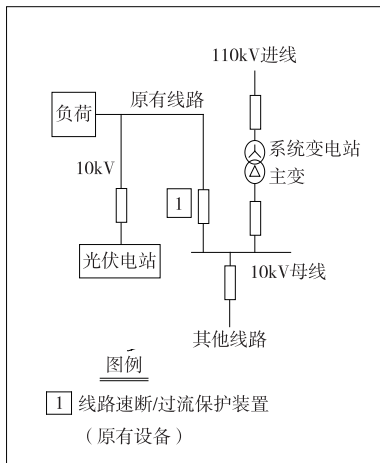 110kV进线
原有线路
负荷
系统变电站
主变
10kV
1
光伏电站
10kV母线
其他线路
图例
1 线路速断/过流保护装置
（原有设备）